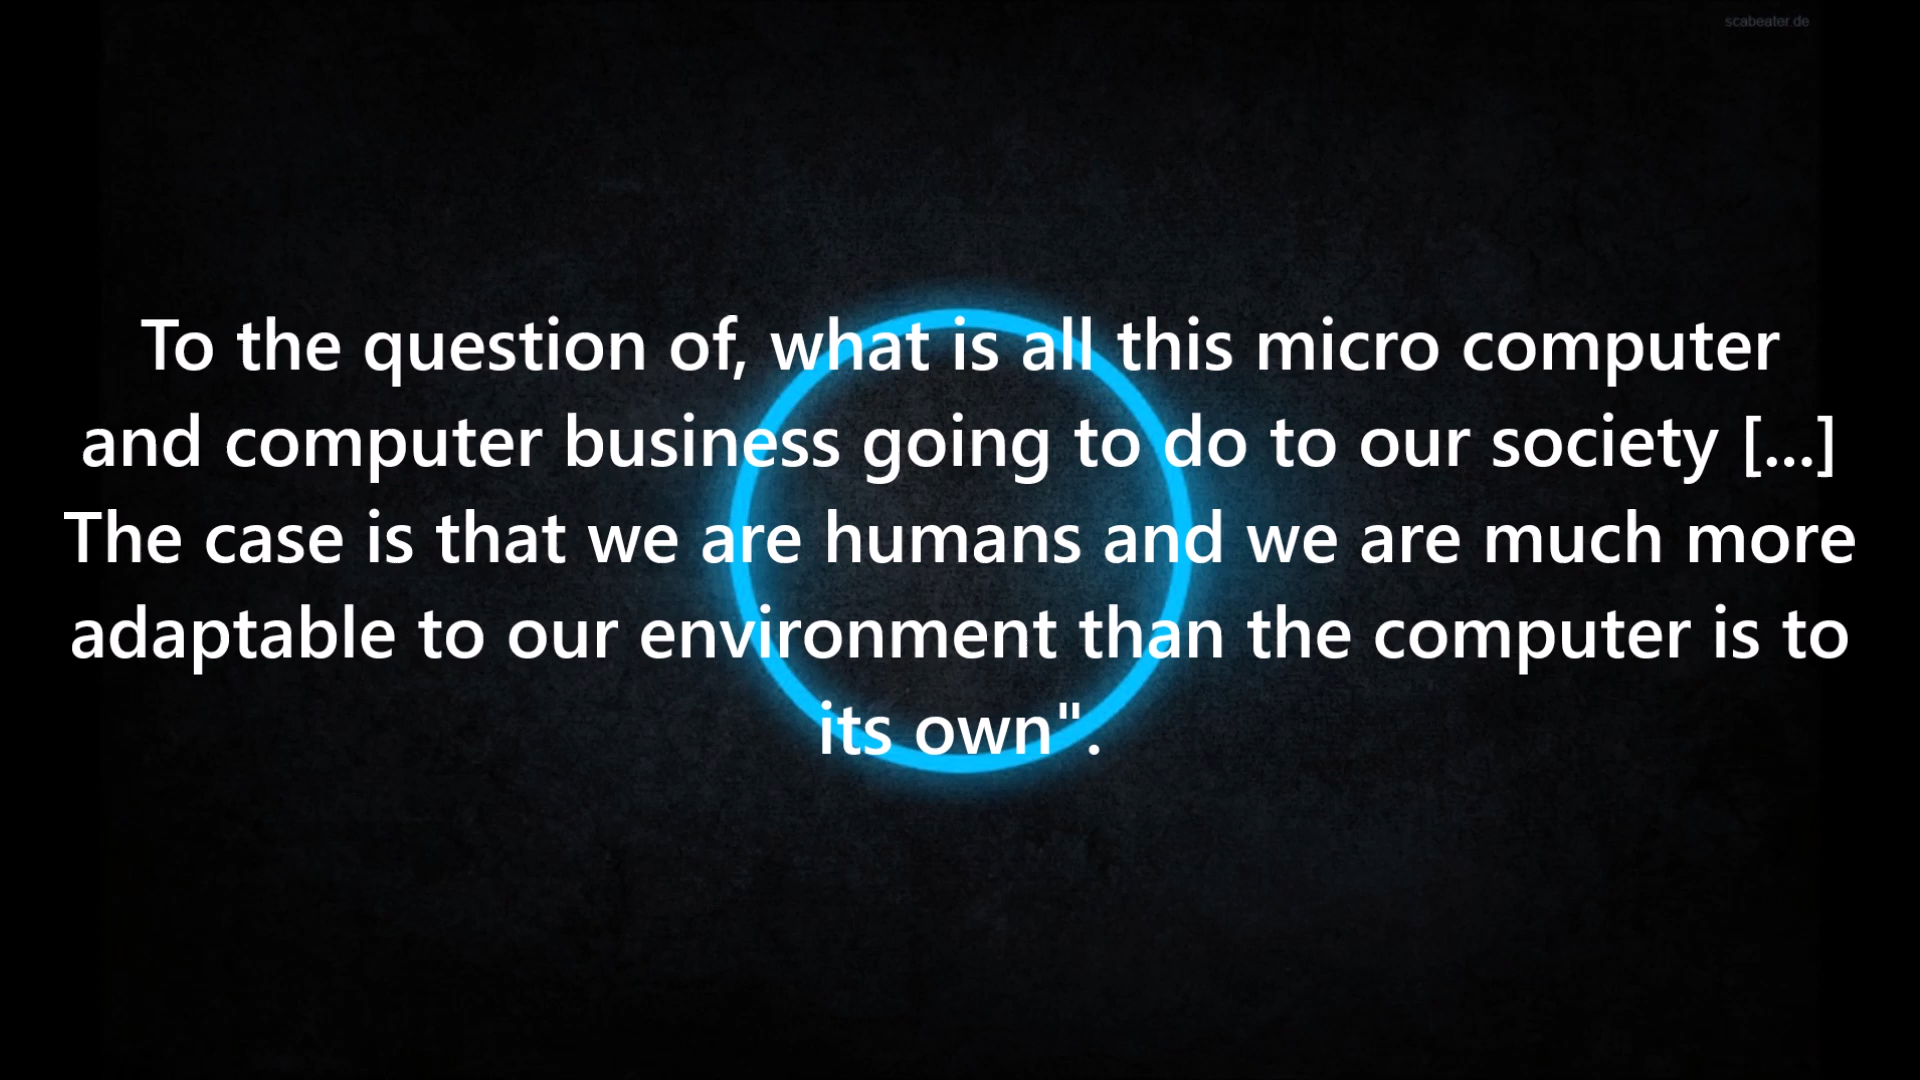 scabeater.de
To the question of, what is all this micro computer
and computer business going to do to our society [...]
The case is that we are humans and we are much more
adaptable to our environment than the computer is to
its own".